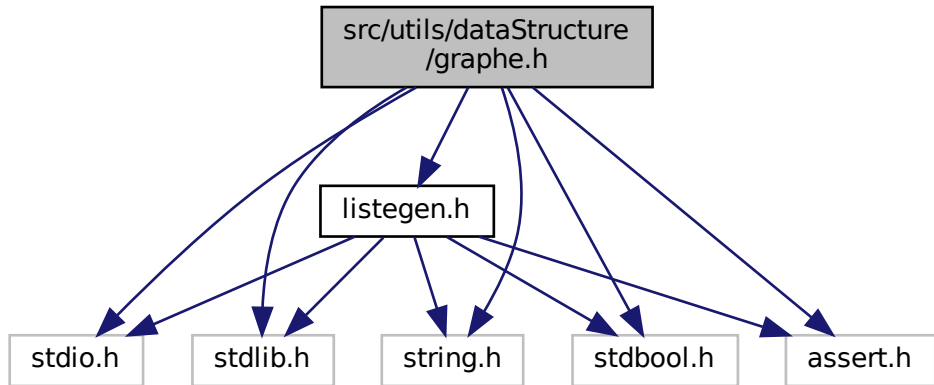 src/utils/dataStructure
/graphe.h
listegen.h
stdio.h
stdlib.h
string.h
stdbool.h
assert.h